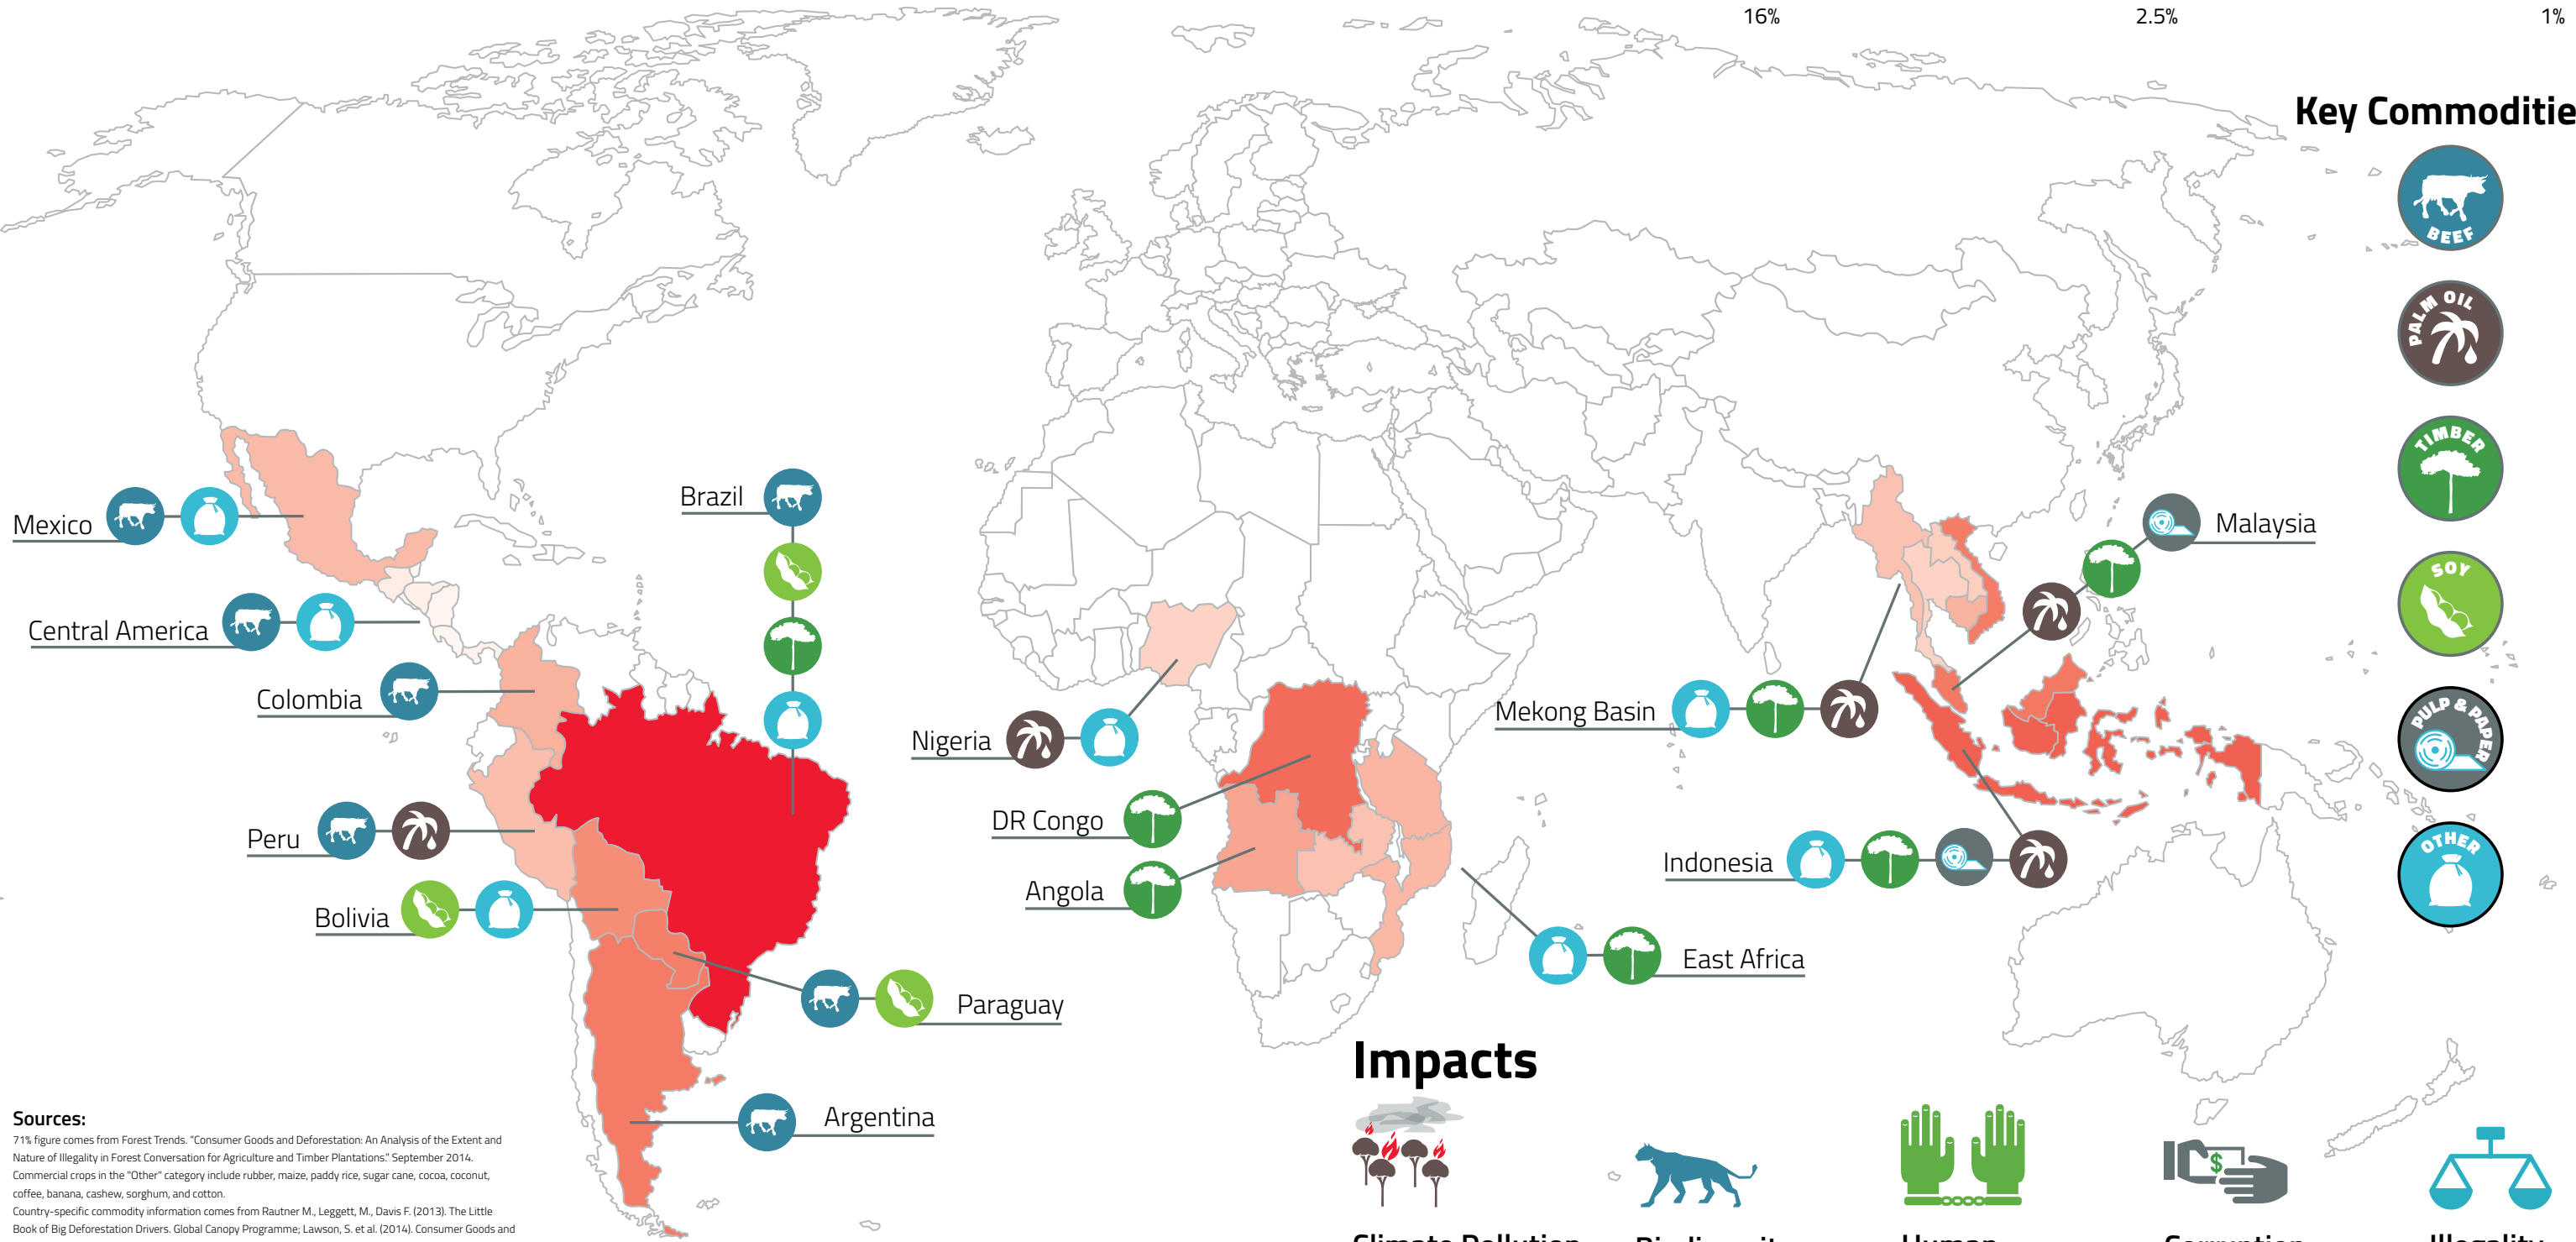 16%
2.5%
1%
Key Commoditie
BEEF
PALM OIL
TIMBER
SOY
PULP & PAPER
OTHER
Mexico
Central America
Colombia
Brazil
Peru
Bolivia
Paraguay
Argentina
Nigeria
DR Congo
Angola
East Africa
Mekong Basin
Malaysia
Indonesia
Impacts
$
Climate Pollution
Human
Corruption
Illegality
Sources:
71% figure comes from Forest Trends. "Consumer Goods and Deforestation: An Analysis of the Extent and
Nature of Illegality in Forest Conversation for Agriculture and Timber Plantations." September 2014.
Commercial crops in the "Other" category include rubber, maize, paddy rice, sugar cane, cocoa, coconut,
coffee, banana, cashew, sorghum, and cotton.
Country-specific commodity information comes from Rautner M., Leggett, M., Davis F. (2013). The Little
Book of Big Deforestation Drivers. Global Canopy Programme; Lawson, S. et al. (2014). Consumer Goods and